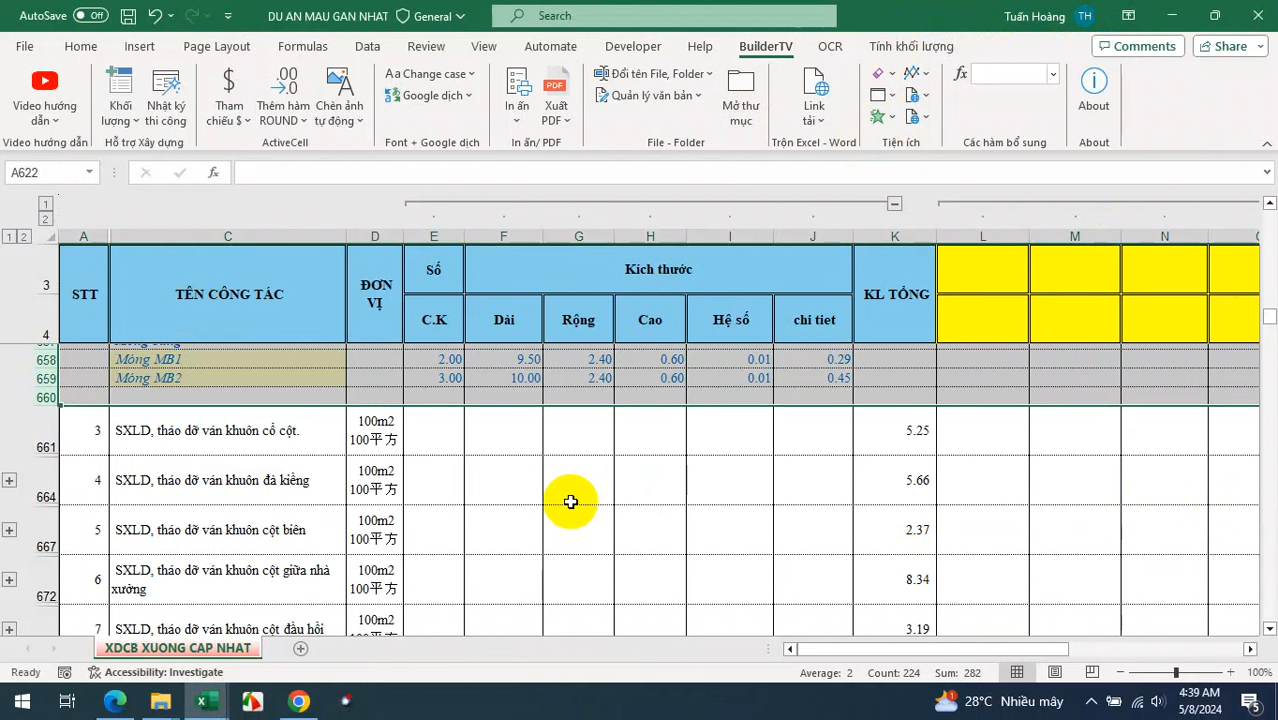 AutoSave Off DU AN MAU GAN NHAT General Search Tuấn Hoàng TH
File Home Insert Page Layout Formulas Data Review View Automate Developer Help BuilderTV OCR Tính khối lượng Comments Share
Video hướng dẫn
Khối lượng
Nhật ký thi công
Tham chiếu $
Thêm hàm ROUND
Chèn ảnh tự động
Aa Change case
Google dịch
In ấn
PDF
Xuất PDF
Đổi tên File, Folder
Quản lý văn bản
Mở thư mục
Link tải
fx
About
Video hướng dẫn Hỗ trợ Xây dựng ActiveCell Font + Google dịch In ấn/ PDF File - Folder Trộn Excel - Word Tiện ích Các hàm bổ sung About
A622 fx
1
2
1 2 A C D E F G H I J K L M N
3 STT TÊN CÔNG TÁC ĐƠN VỊ Số Kích thước KL TỔNG
4 C.K Dài Rộng Cao Hệ số chi tiet
658 Móng MB1 2.00 9.50 2.40 0.60 0.01 0.29
659 Móng MB2 3.00 10.00 2.40 0.60 0.01 0.45
660
661 3 SXLD, tháo dỡ ván khuôn cổ cột. 100m2 100平方 5.25
664 4 SXLD, tháo dỡ ván khuôn đà kiềng 100m2 100平方 5.66
667 5 SXLD, tháo dỡ ván khuôn cột biên 100m2 100平方 2.37
672 6 SXLD, tháo dỡ ván khuôn cột giữa nhà xưởng 100m2 100平方 8.34
7 SXLD, tháo dỡ ván khuôn cột đầu hồi 100m2 3.19
XDCB XUONG CAP NHAT
Ready Accessibility: Investigate Average: 2 Count: 224 Sum: 282 100%
28°C Nhiều mây 4:39 AM
5/8/2024 5